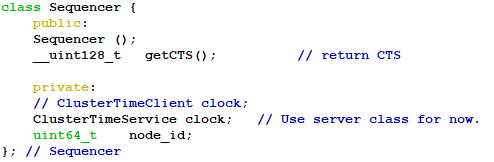 class Sequencer {
    public:
    Sequencer ();
    __uint128_t   getCTS();              // return CTS

    private:
    // ClusterTimeClient clock;
    ClusterTimeService clock;   // Use server class for now.
    uint64_t    node_id;
}; // Sequencer